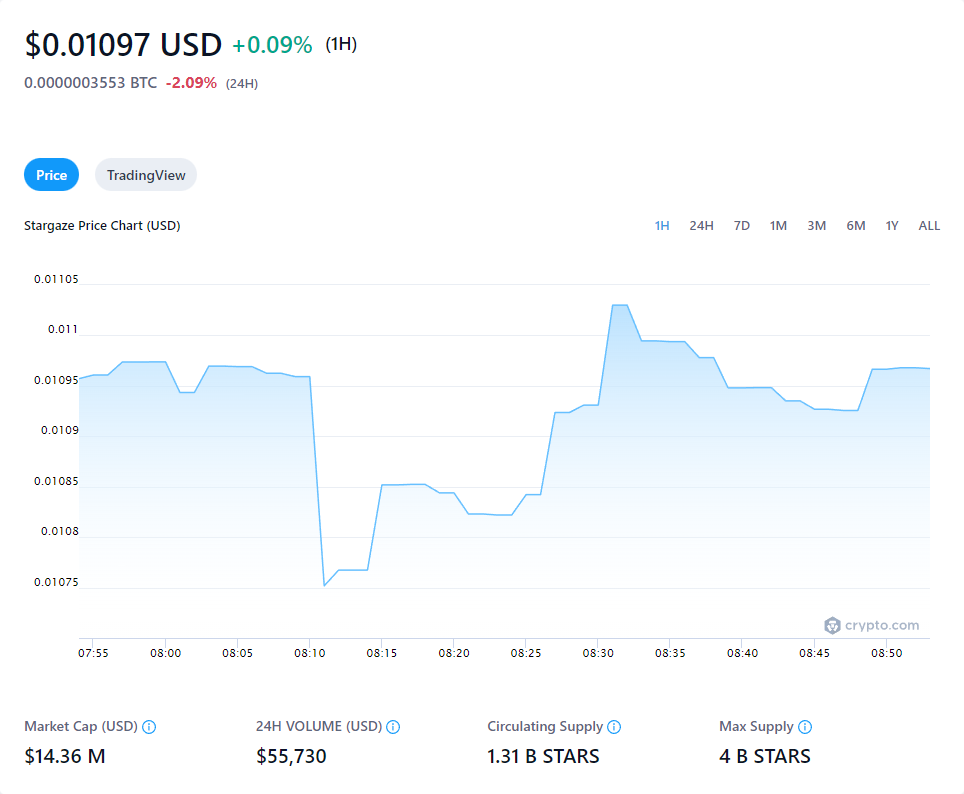 $0.01097 USD +0.09% (1H)
0.0000003553 BTC -2.09% (24H)
Price TradingView
Stargaze Price Chart (USD) 1H 24H 7D 1M 3M 6M 1Y ALL
0.01105
0.011
0.01095
0.0109
0.01085
0.0108
0.01075
crypto.com
07:55 08:00 08:05 08:10 08:15 08:20 08:25 08:30 08:35 08:40 08:45 08:50
Market Cap (USD) 24H VOLUME (USD) Circulating Supply Max Supply
$14.36 M $55,730 1.31 B STARS 4 B STARS